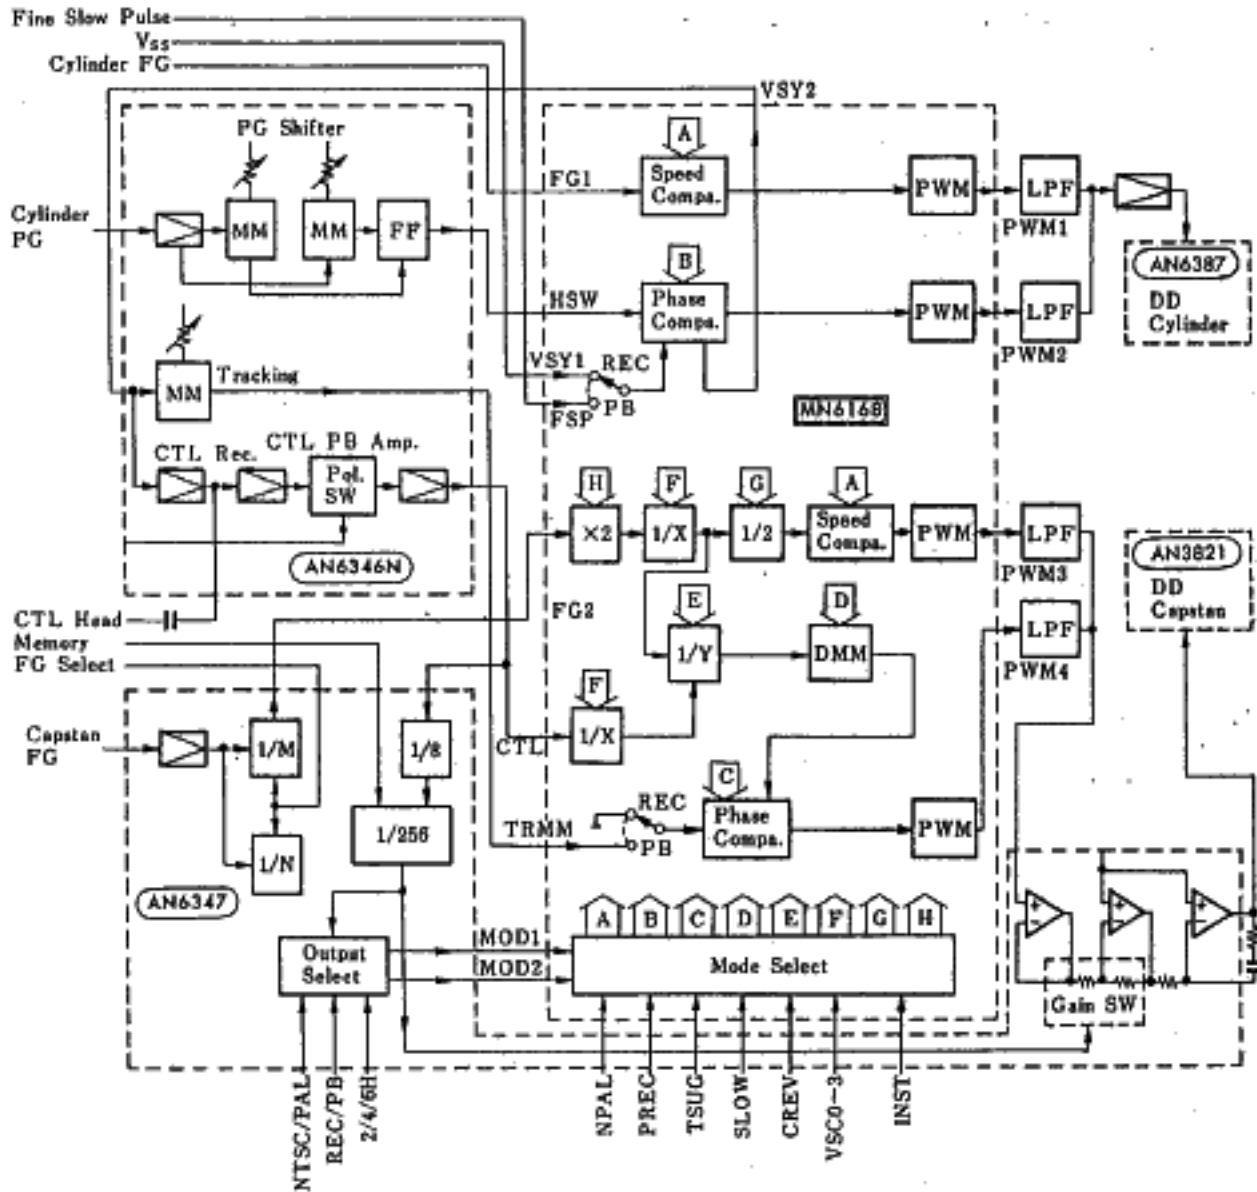 Fine Slow Pulse
Vss
Cylinder FG
VSY2
PG Shifter
A
FG1
Speed
Compa.
PWM
LPF
PWM1
Cylinder
PG
MM
MM
FF
AN6387
DD
Cylinder
B
HSW
Phase
Compa.
PWM
LPF
PWM2
VSY1
REC
PB
FSP
MM
Tracking
MN6168
CTL Rec.
CTL PB Amp.
Pol.
SW
AN6346N
H
F
G
A
×2
1/X
1/2
Speed
Compa.
PWM
LPF
PWM3
AN3821
DD
Capstan
CTL Head
Memory
FG Select
FG2
E
D
1/Y
DMM
LPF
PWM4
F
1/X
CTL
Capstan
FG
1/M
1/8
1/N
1/256
C
TRMM
REC
PB
Phase
Compa.
PWM
AN6347
A B C D E F G H
Output
Select
MOD1
MOD2
Mode Select
+
−
+
−
+
−
Gain SW
NTSC/PAL
REC/PB
2/4/6H
NPAL
PREC
TSUG
SLOW
CREV
VSC0~3
INST